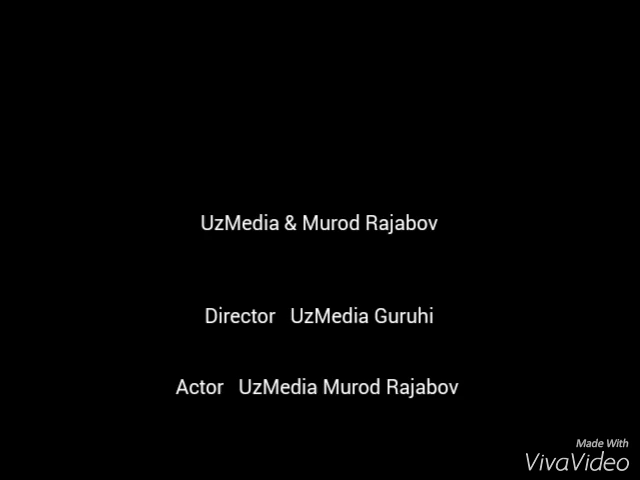 UzMedia & Murod Rajabov
Director UzMedia Guruhi
Actor UzMedia Murod Rajabov
Made With
VivaVideo